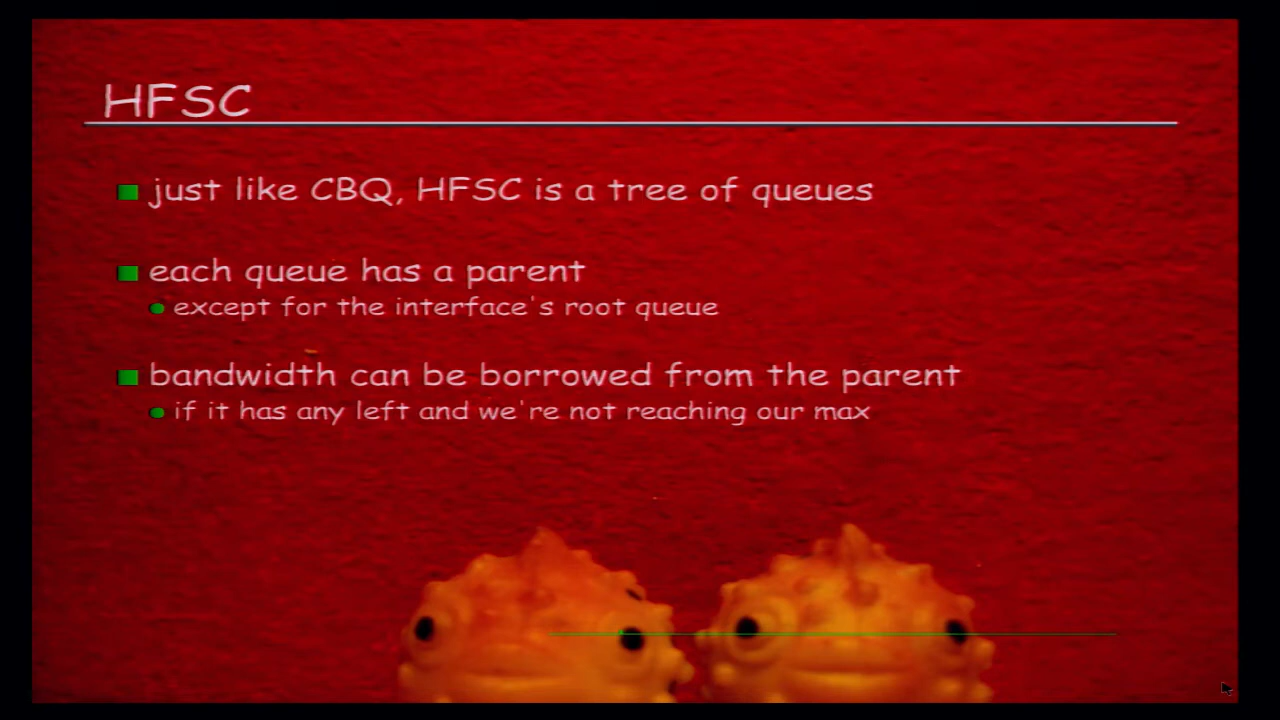 HFSC
just like CBQ, HFSC is a tree of queues
each queue has a parent
except for the interface's root queue
bandwidth can be borrowed from the parent
if it has any left and we're not reaching our max